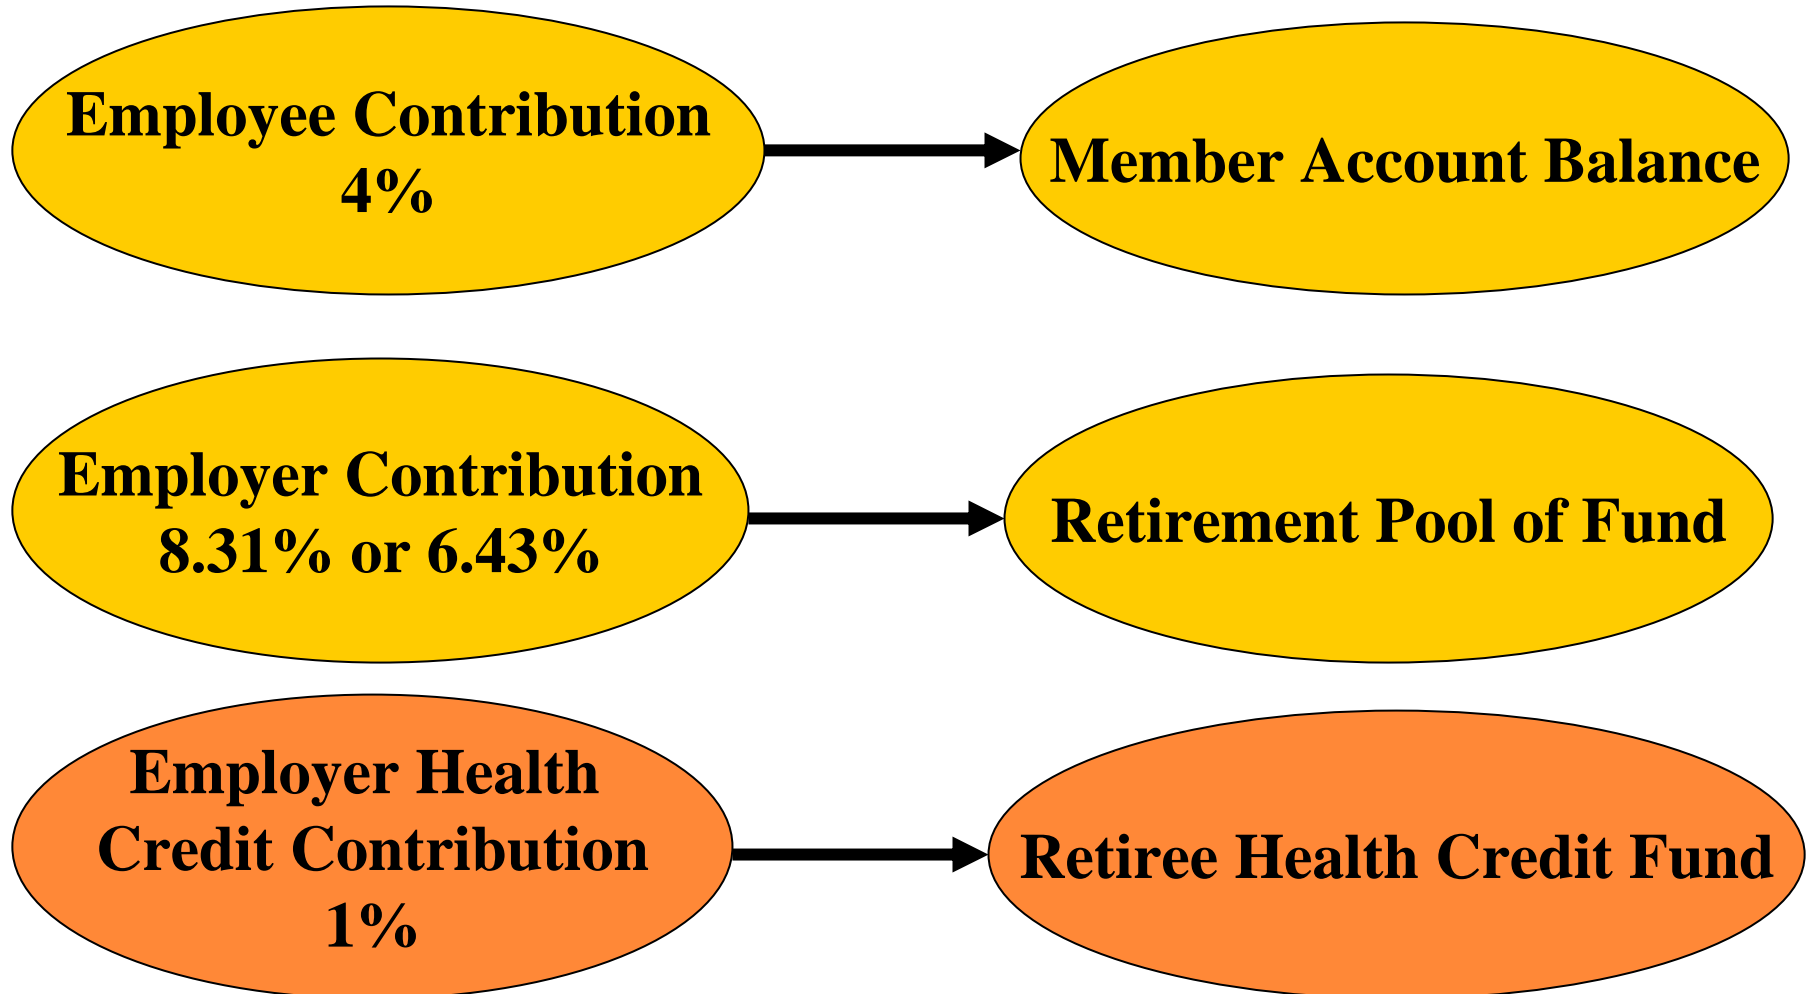 Employee Contribution
4%
Member Account Balance
Employer Contribution
8.31% or 6.43%
Retirement Pool of Fund
Employer Health
Credit Contribution
1%
Retiree Health Credit Fund